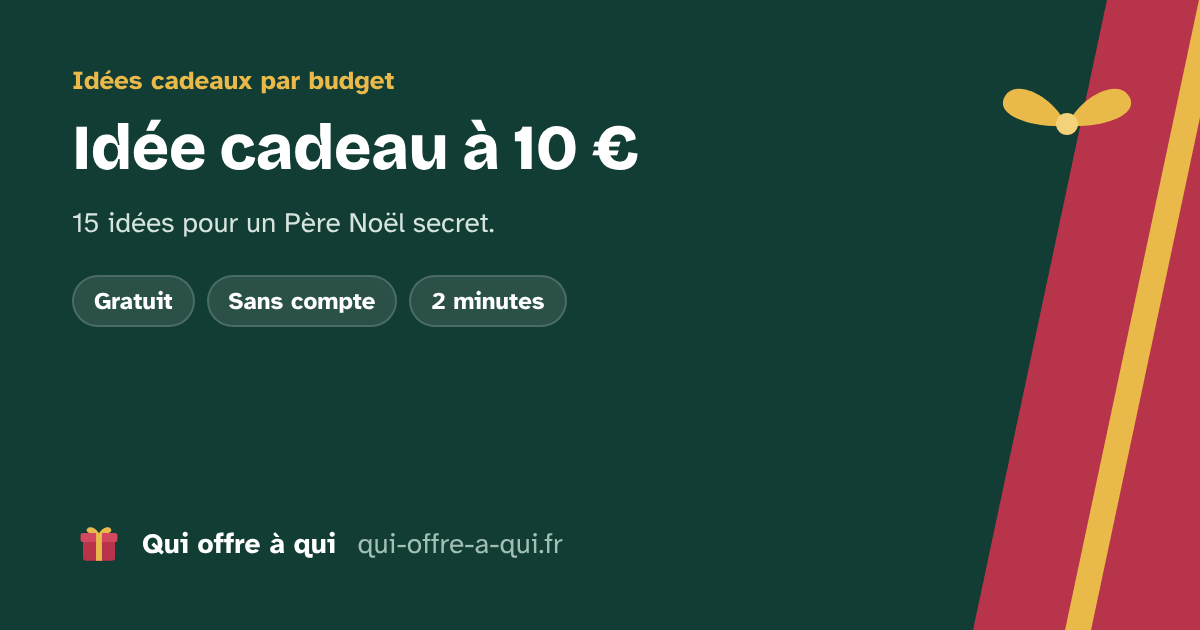 Idées cadeaux par budget
Idée cadeau à 10 €
15 idées pour un Père Noël secret.
Gratuit Sans compte 2 minutes
Qui offre à qui qui-offre-a-qui.fr